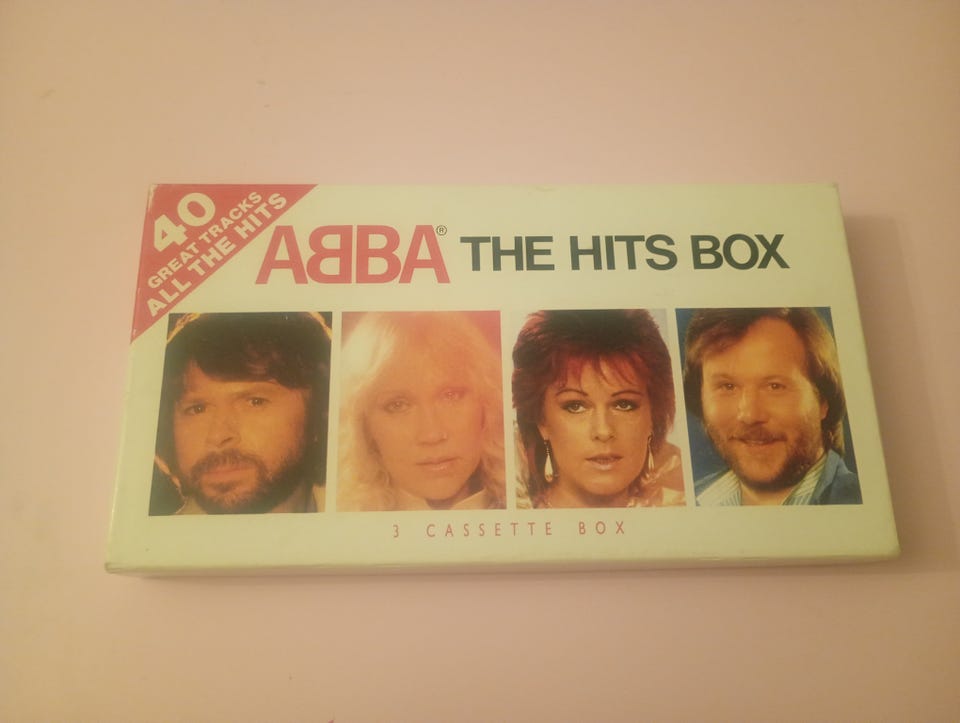 40
GREAT TRACKS
ALL THE HITS
ABBA® THE HITS BOX
3 CASSETTE BOX